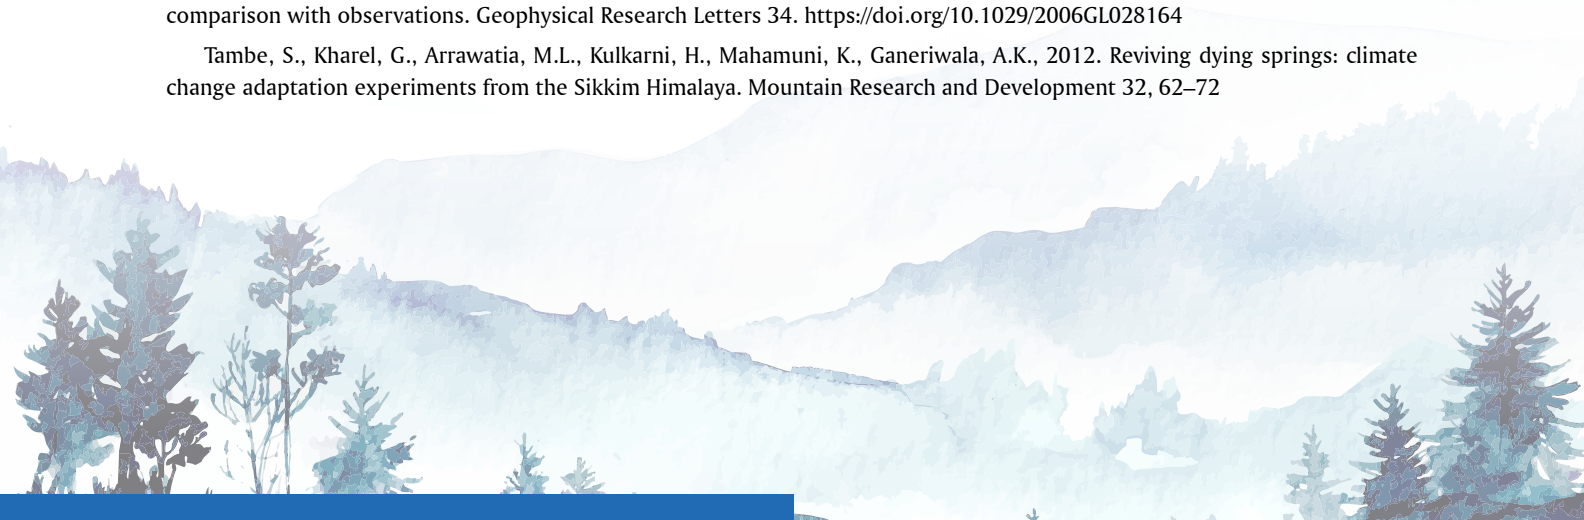 comparison with observations. Geophysical Research Letters 34. https://doi.org/10.1029/2006GL028164
Tambe, S., Kharel, G., Arrawatia, M.L., Kulkarni, H., Mahamuni, K., Ganeriwala, A.K., 2012. Reviving dying springs: climate
change adaptation experiments from the Sikkim Himalaya. Mountain Research and Development 32, 62–72